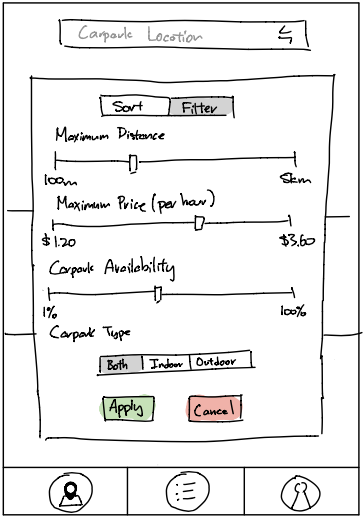 Carpark Location
Sort Filter
Maximum Distance
100m 5km
Maximum Price (per hour)
$1.20 $3.60
Carpark Availability
1% 100%
Carpark Type
Both Indoor Outdoor
Apply Cancel